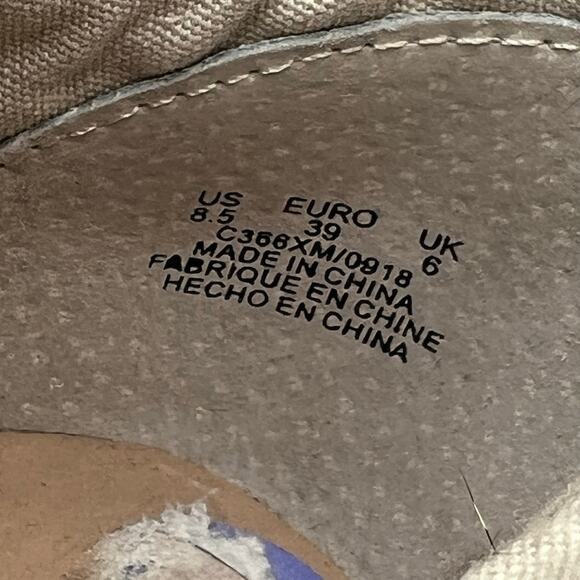 US EURO UK
8.5 39 6
C366XM/0918
MADE IN CHINA
FABRIQUE EN CHINE
HECHO EN CHINA